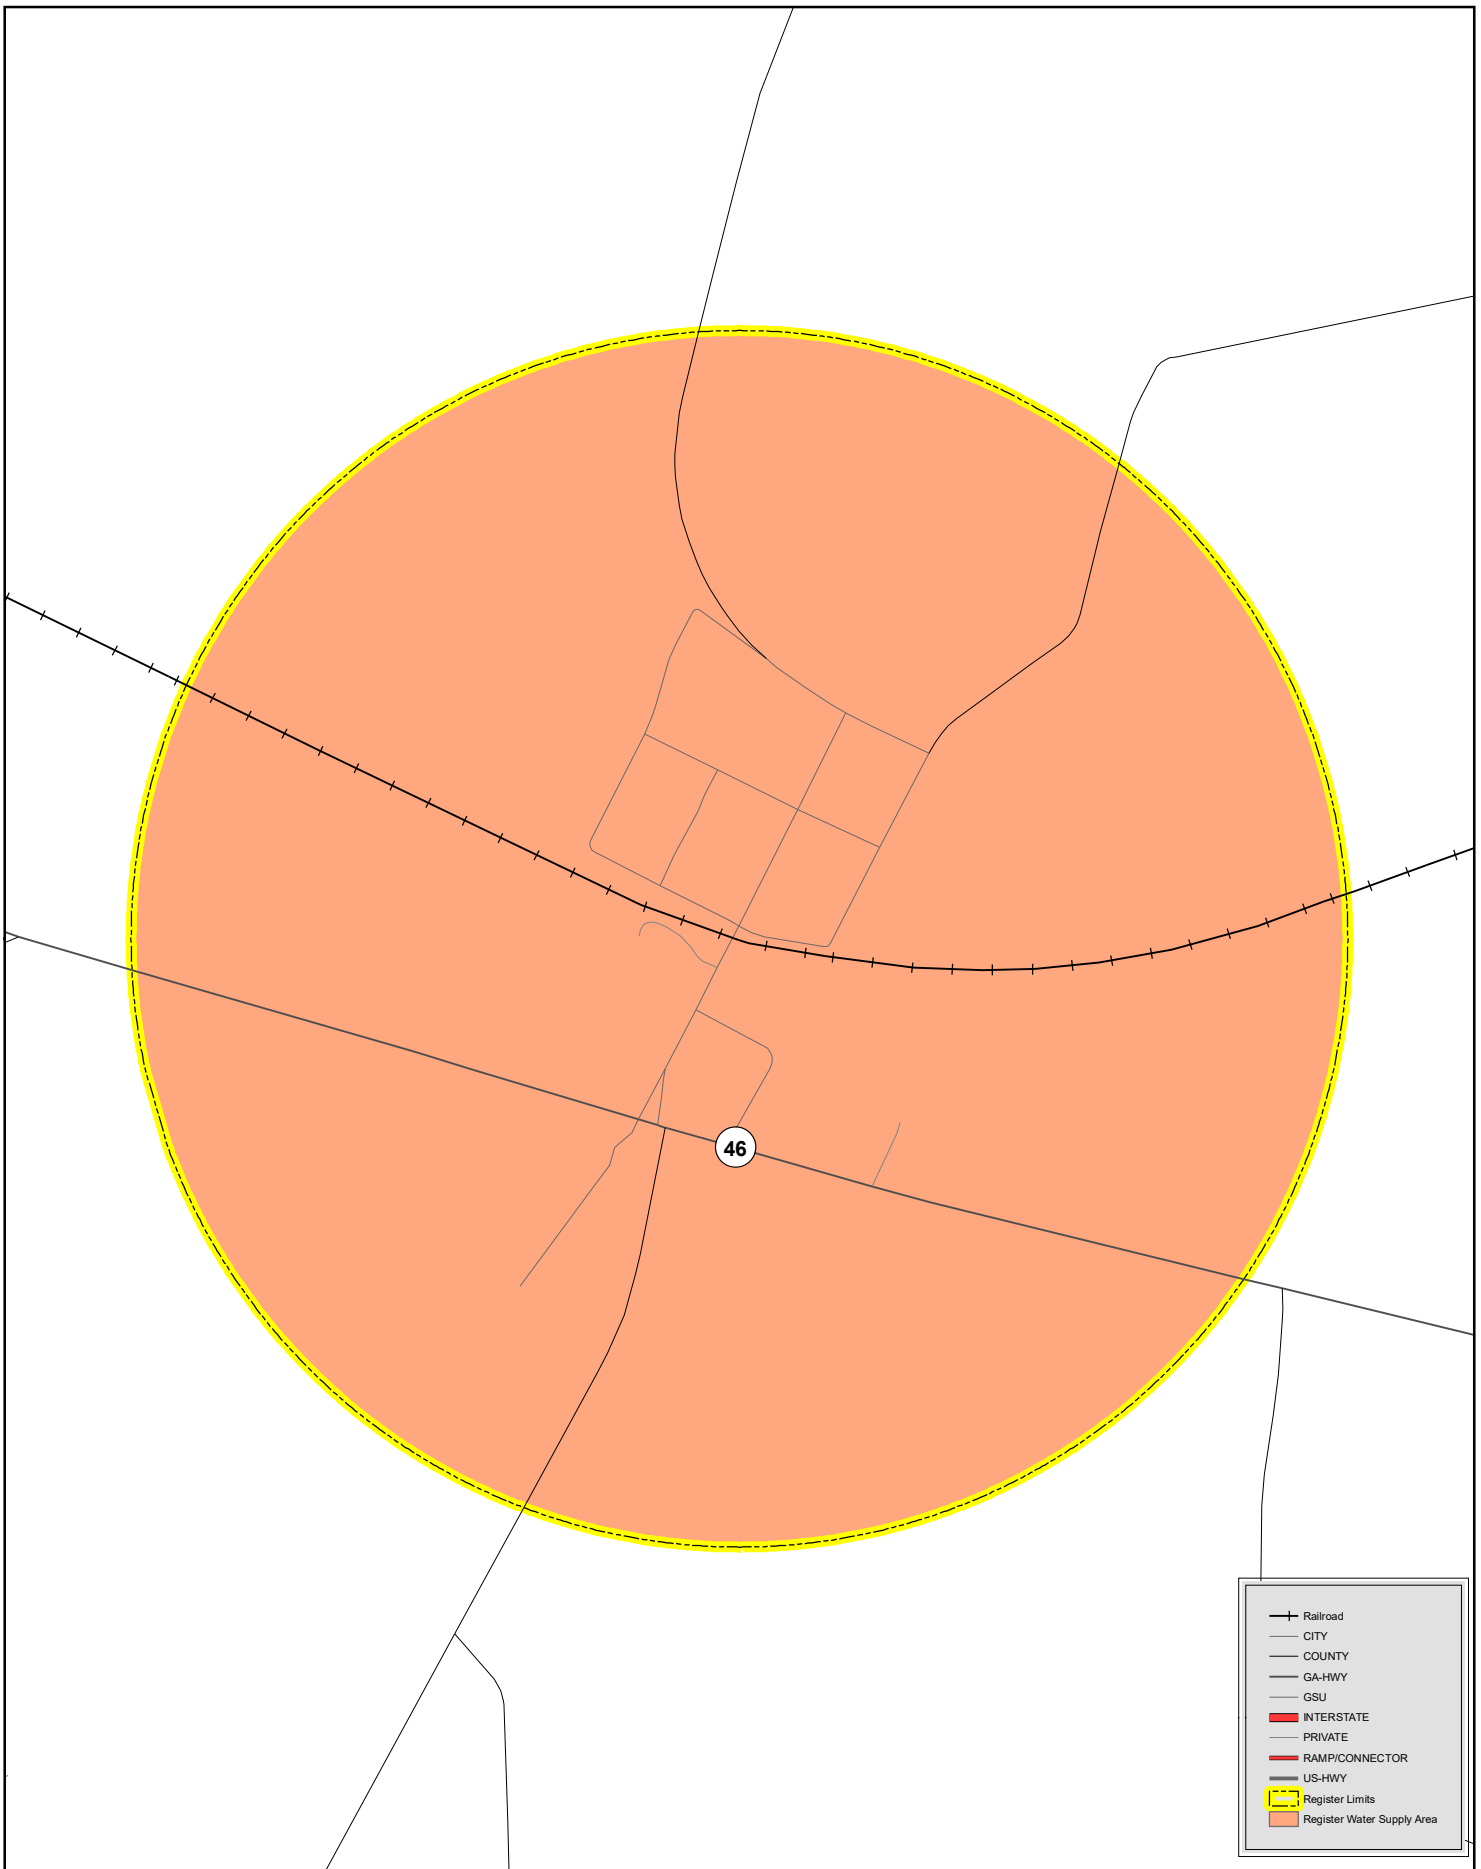 46
Railroad
CITY
COUNTY
GA-HWY
GSU
INTERSTATE
PRIVATE
RAMP/CONNECTOR
US-HWY
Register Limits
Register Water Supply Area